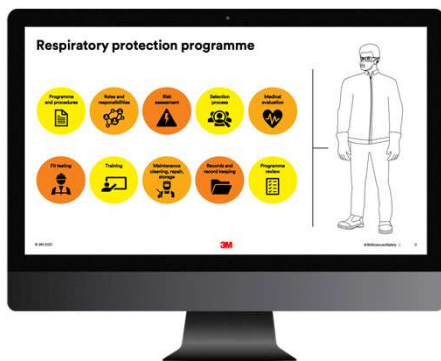 Respiratory protection programme
Programme
and procedures
Roles and
responsibilities
Risk
assessment
Selection
process
Medical
evaluation
Fit testing
Training
Maintenance
cleaning, repair,
storage
Records and
record keeping
Programme
review
3M